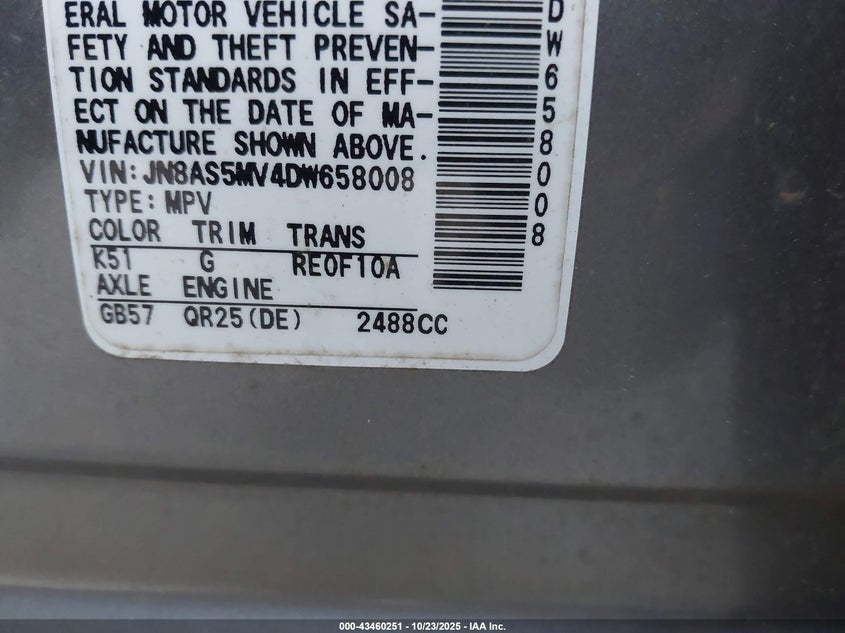 ERAL MOTOR VEHICLE SA-
FETY AND THEFT PREVEN-
TION STANDARDS IN EFF-
ECT ON THE DATE OF MA-
NUFACTURE SHOWN ABOVE.
VIN:JN8AS5MV4DW658008
TYPE:MPV
COLOR TRIM TRANS
K51 G RE0F10A
AXLE ENGINE
GB57 QR25(DE) 2488CC
DW658008
000-43460251 | 10/23/2025 - IAA Inc.